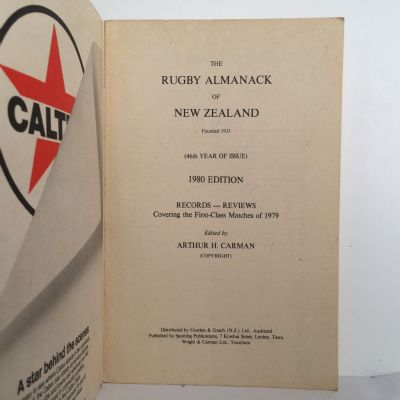 CALT
A star behind the scenes
THE
RUGBY ALMANACK
OF
NEW ZEALAND
Founded 1935
(46th YEAR OF ISSUE)
1980 EDITION
RECORDS — REVIEWS
Covering the First-Class Matches of 1979
Edited by
ARTHUR H. CARMAN
(COPYRIGHT)
Distributed by Gordon & Gotch (N.Z.) Ltd., Auckland
Published by Sporting Publications, 7 Kowhai Street, Linden, Tawa.
Wright & Carman Ltd., Trentham